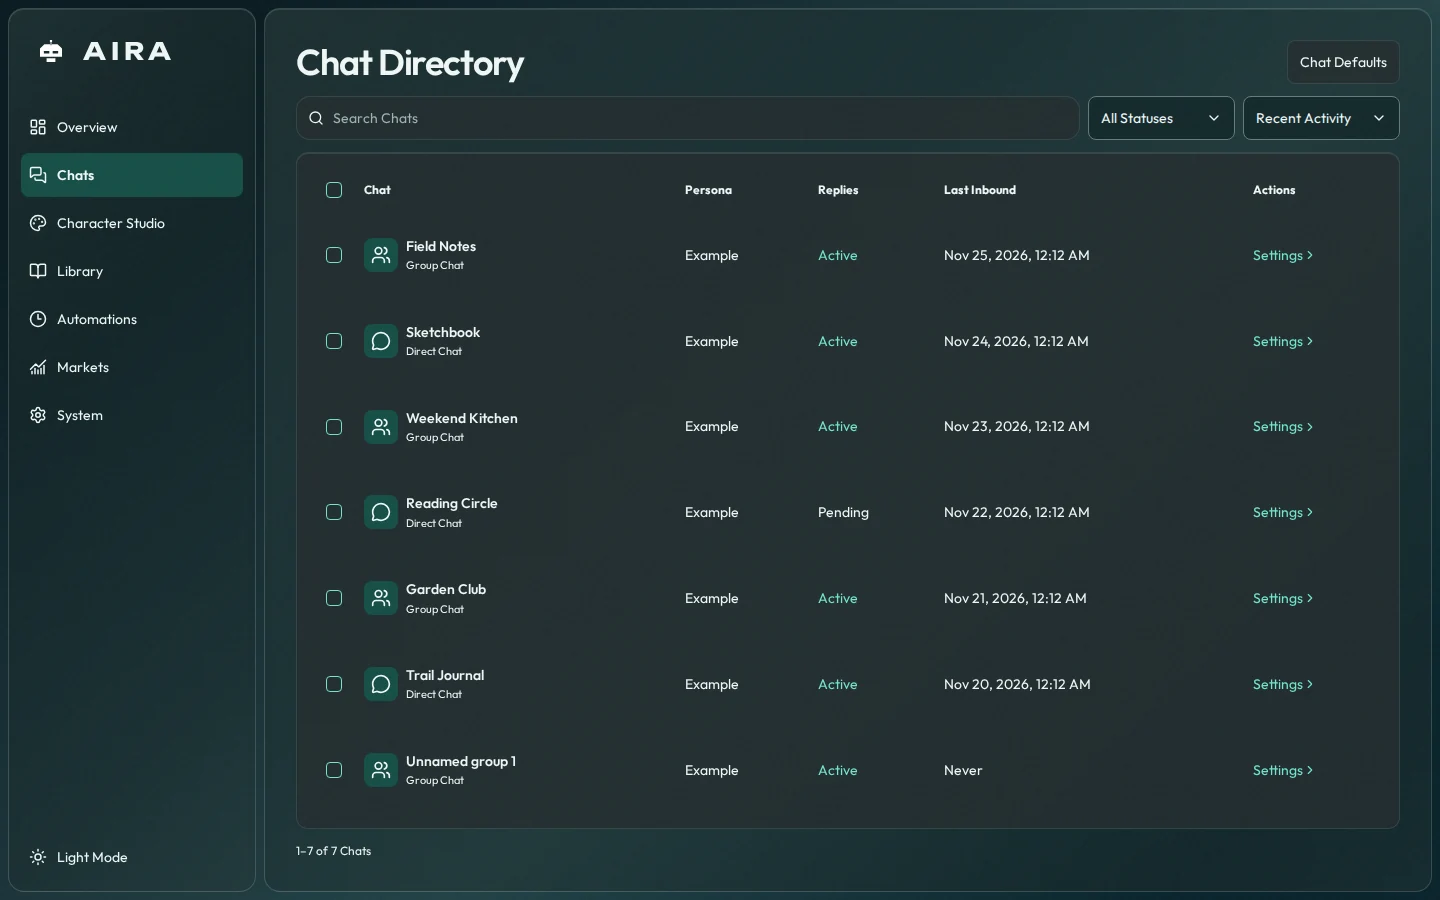 AIRA
Overview
Chats
Character Studio
Library
Automations
Markets
System
Light Mode
Chat Directory
Chat Defaults
Search Chats
All Statuses
Recent Activity
Chat Persona Replies Last Inbound Actions
Field Notes
Group Chat
Example Active Nov 25, 2026, 12:12 AM Settings
Sketchbook
Direct Chat
Example Active Nov 24, 2026, 12:12 AM Settings
Weekend Kitchen
Group Chat
Example Active Nov 23, 2026, 12:12 AM Settings
Reading Circle
Direct Chat
Example Pending Nov 22, 2026, 12:12 AM Settings
Garden Club
Group Chat
Example Active Nov 21, 2026, 12:12 AM Settings
Trail Journal
Direct Chat
Example Active Nov 20, 2026, 12:12 AM Settings
Unnamed group 1
Group Chat
Example Active Never Settings
1–7 of 7 Chats